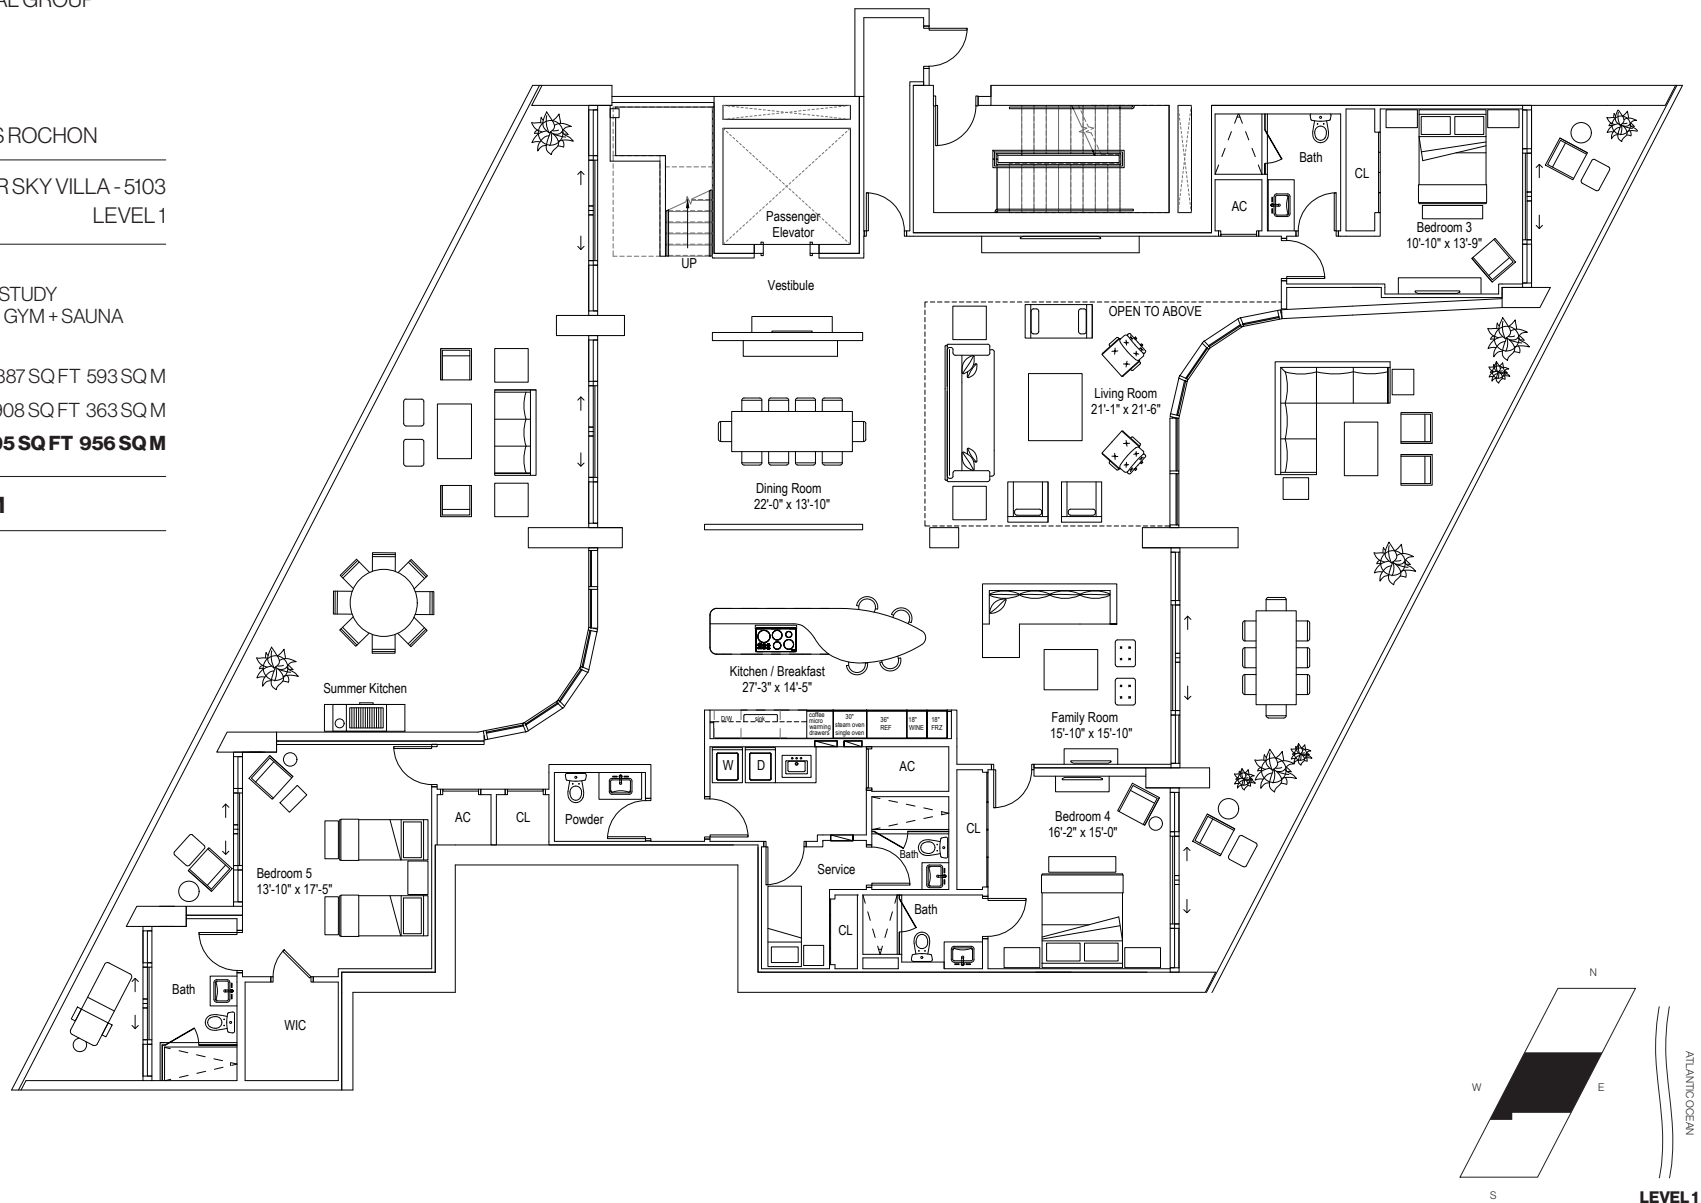 AL GROUP
S ROCHON
R SKY VILLA - 5103
LEVEL 1
STUDY
GYM + SAUNA
387 SQ FT 593 SQ M
908 SQ FT 363 SQ M
95 SQ FT 956 SQ M
Bath
CL
AC
Passenger
Elevator
Bedroom 3
10'-10" x 13'-9"
UP
Vestibule
OPEN TO ABOVE
Living Room
21'-1" x 21'-6"
Dining Room
22'-0" x 13'-10"
Kitchen / Breakfast
27'-3" x 14'-5"
Summer Kitchen
D/W
sink
coffee
micro
warming
drawers
30"
steam oven
single oven
36"
REF
18"
WINE
18"
FRZ
Family Room
15'-10" x 15'-10"
W
D
AC
AC
CL
Powder
CL
Bedroom 4
16'-2" x 15'-0"
Bath
Service
Bedroom 5
13'-10" x 17'-5"
Bath
CL
Bath
WIC
N
W
E
S
ATLANTIC OCEAN
LEVEL 1